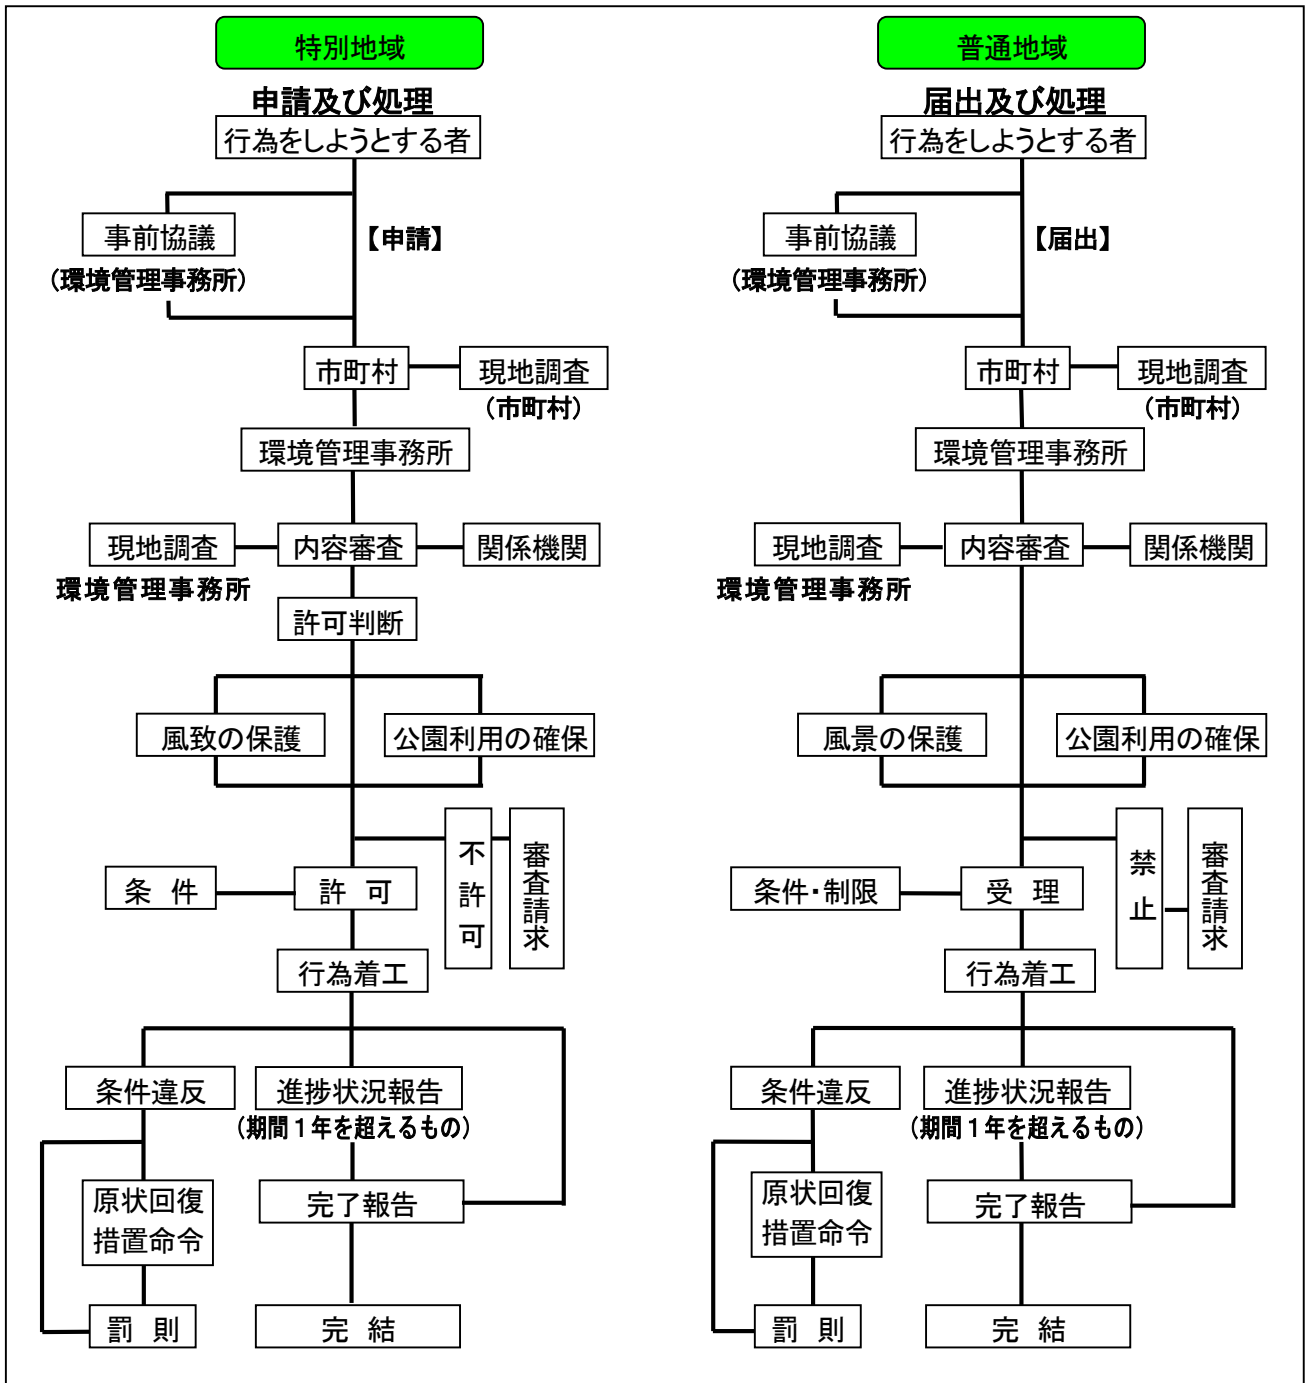 特別地域
申請及び処理
行為をしようとする者
事前協議
【申請】
(環境管理事務所)
市町村
現地調査
(市町村)
環境管理事務所
現地調査
内容審査
関係機関
環境管理事務所
許可判断
風致の保護
公園利用の確保
不許可
審査請求
条 件
許 可
行為着工
条件違反
進捗状況報告
(期間1年を超えるもの)
原状回復
措置命令
完了報告
罰 則
完 結
普通地域
届出及び処理
行為をしようとする者
事前協議
【届出】
(環境管理事務所)
市町村
現地調査
(市町村)
環境管理事務所
現地調査
内容審査
関係機関
環境管理事務所
風景の保護
公園利用の確保
禁止
審査請求
条件・制限
受 理
行為着工
条件違反
進捗状況報告
(期間1年を超えるもの)
原状回復
措置命令
完了報告
罰 則
完 結